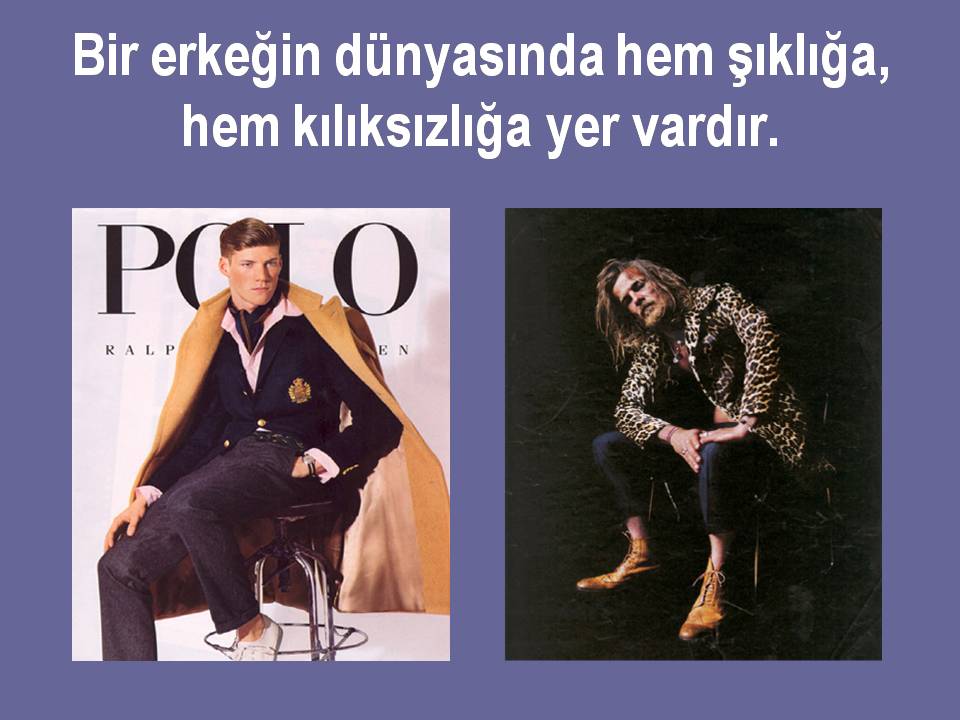 Bir erkeğin dünyasında hem şıklığa,
hem kılıksızlığa yer vardır.
POLO
RALP EN